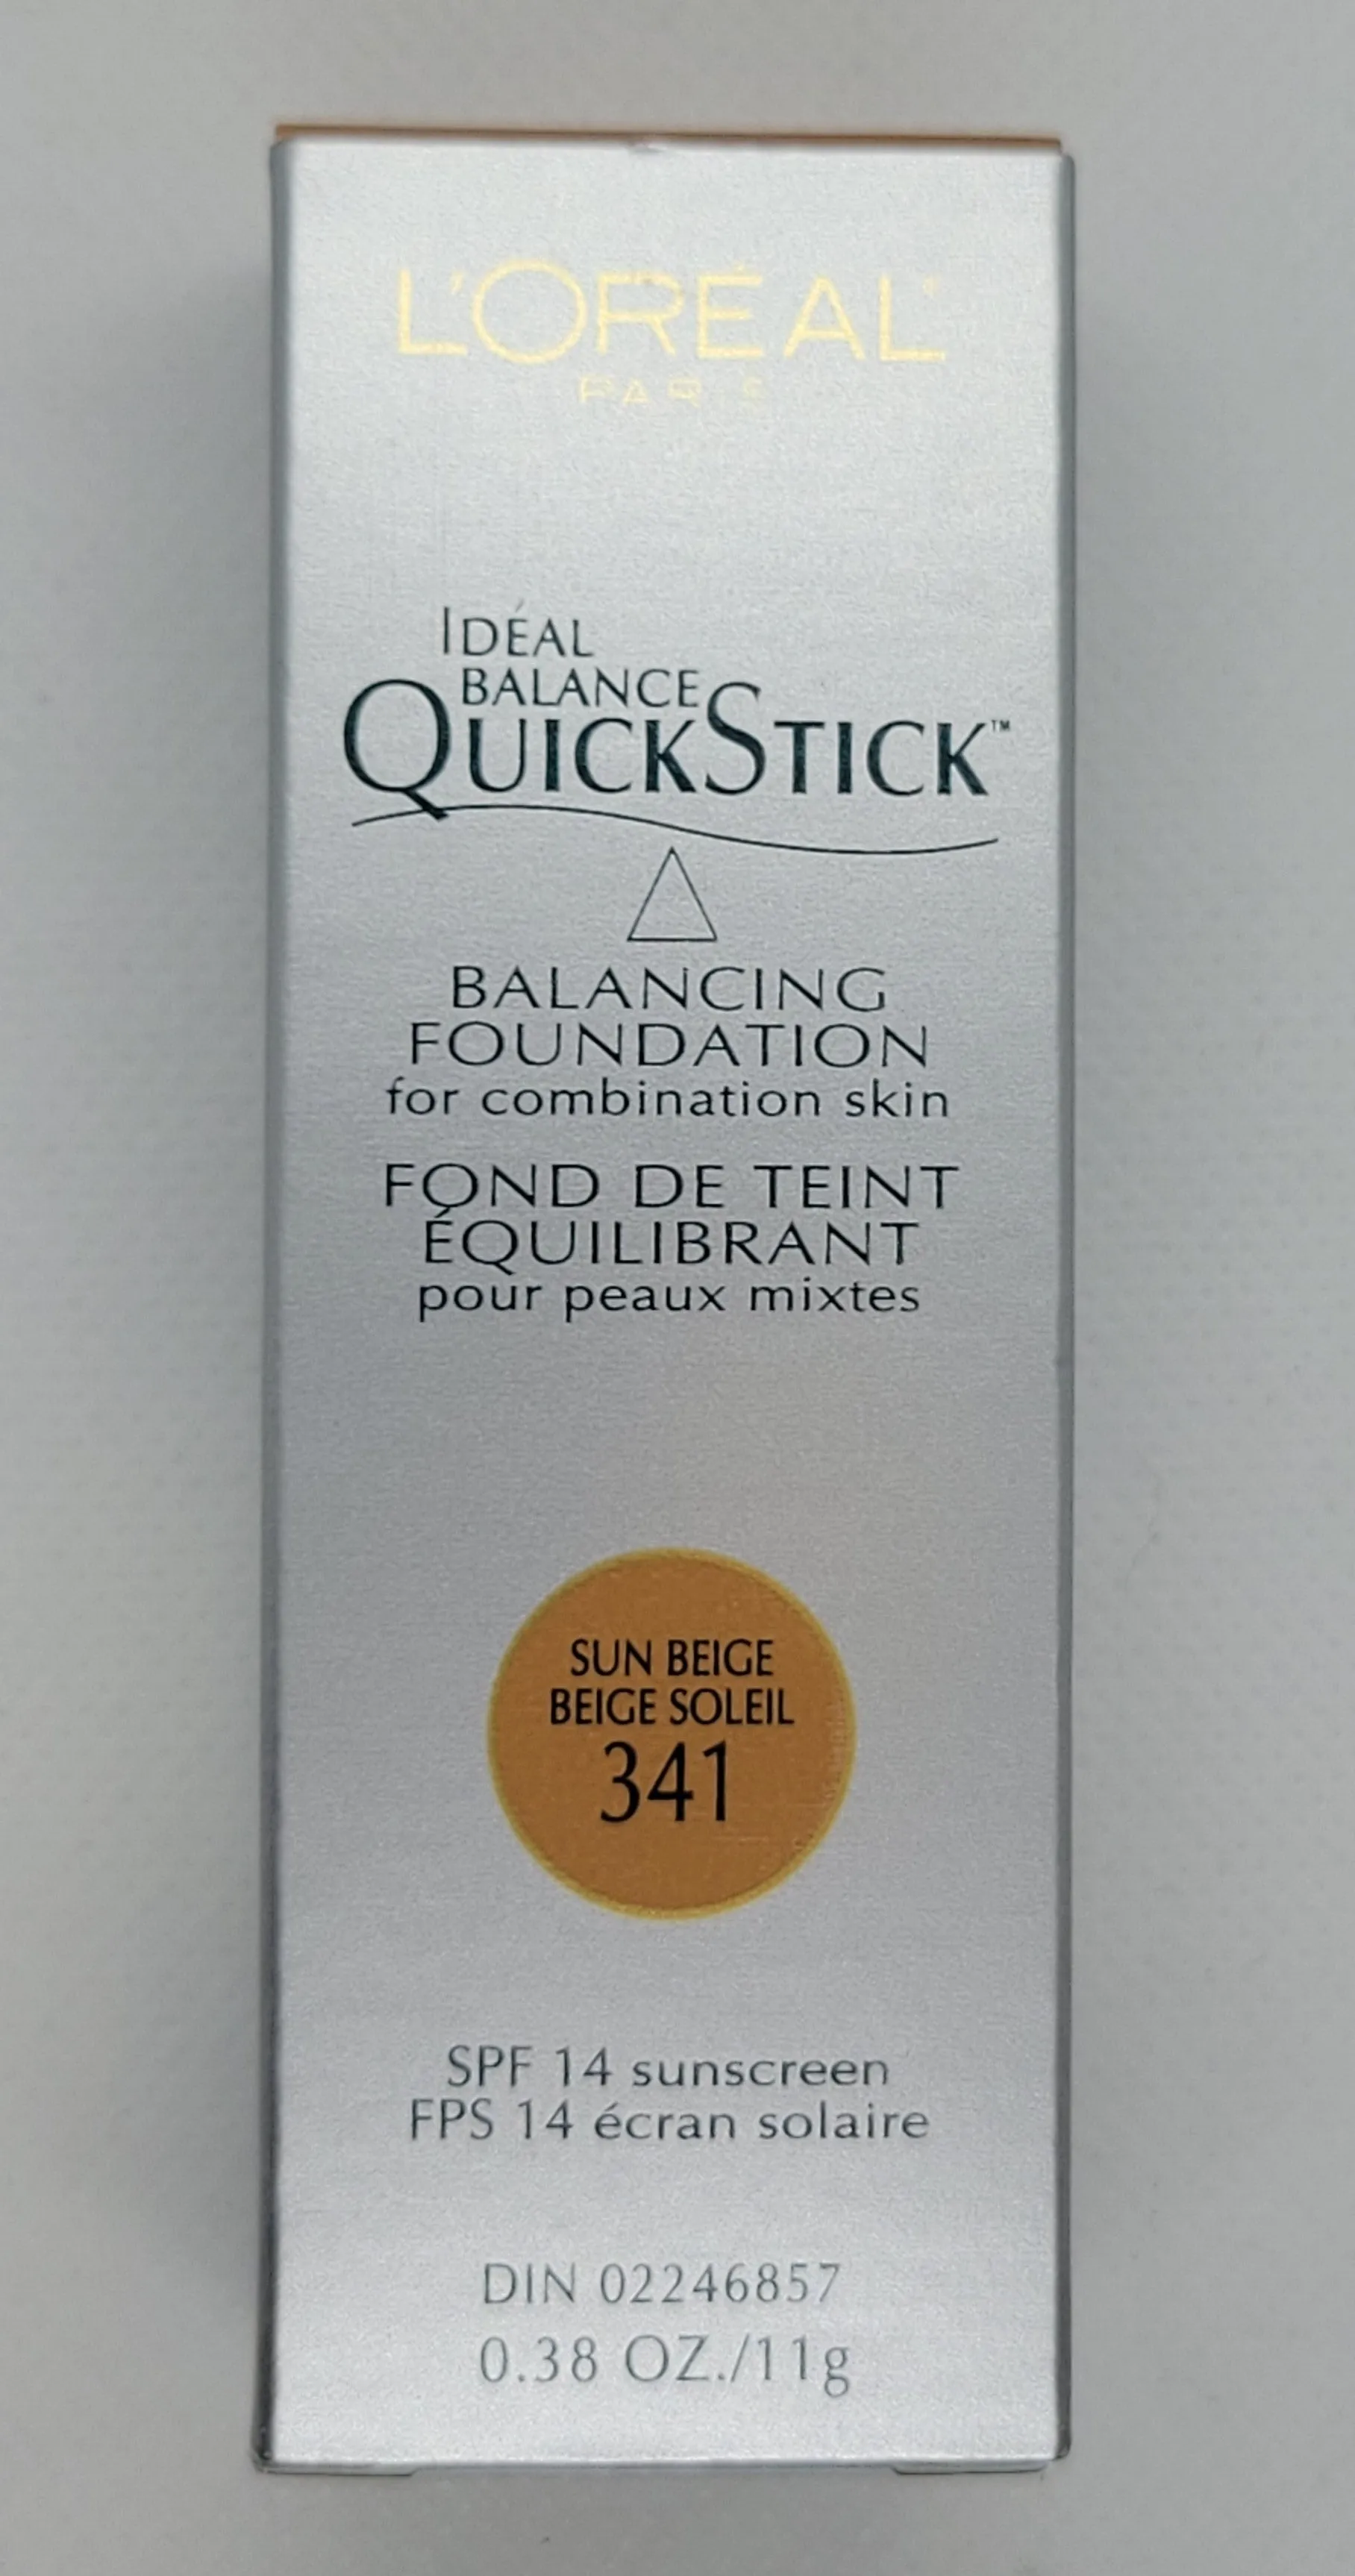 L'ORÉAL
PARIS
IDÉAL
BALANCE
QUICKSTICK™
BALANCING
FOUNDATION
for combination skin
FOND DE TEINT
ÉQUILIBRANT
pour peaux mixtes
SUN BEIGE
BEIGE SOLEIL
341
SPF 14 sunscreen
FPS 14 écran solaire
DIN 02246857
0.38 OZ./11g